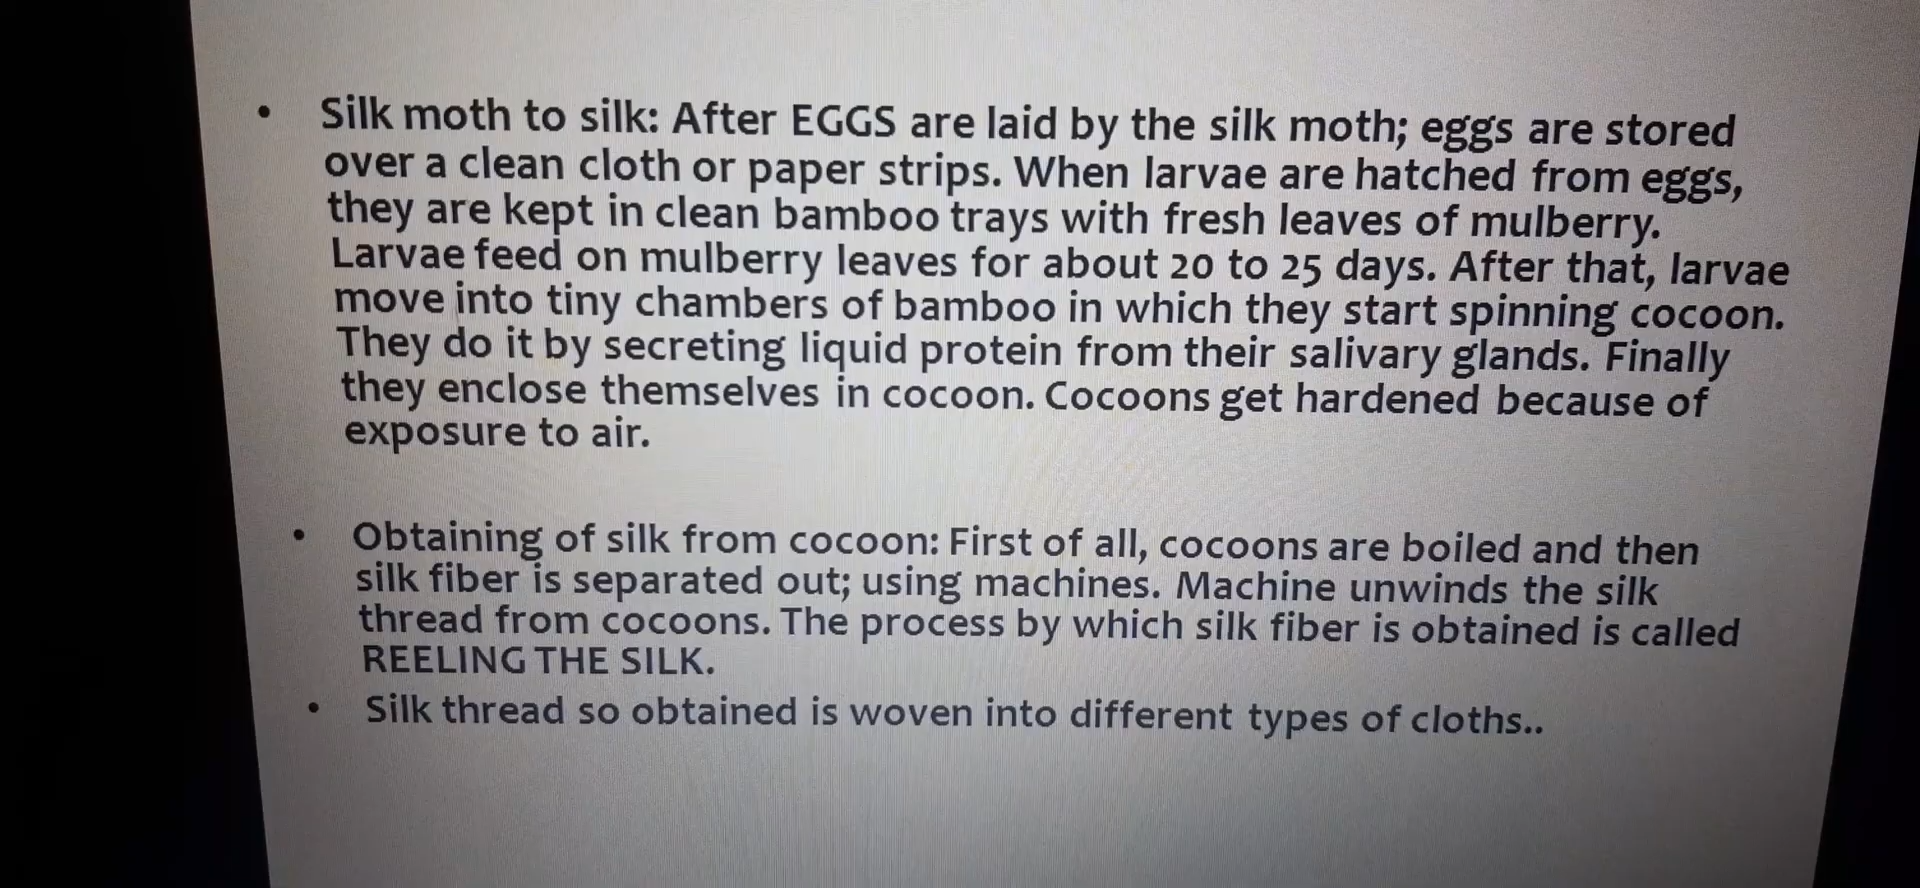 • Silk moth to silk: After EGGS are laid by the silk moth; eggs are stored
over a clean cloth or paper strips. When larvae are hatched from eggs,
they are kept in clean bamboo trays with fresh leaves of mulberry.
Larvae feed on mulberry leaves for about 20 to 25 days. After that, larvae
move into tiny chambers of bamboo in which they start spinning cocoon.
They do it by secreting liquid protein from their salivary glands. Finally
they enclose themselves in cocoon. Cocoons get hardened because of
exposure to air.
• Obtaining of silk from cocoon: First of all, cocoons are boiled and then
silk fiber is separated out; using machines. Machine unwinds the silk
thread from cocoons. The process by which silk fiber is obtained is called
REELING THE SILK.
• Silk thread so obtained is woven into different types of cloths..